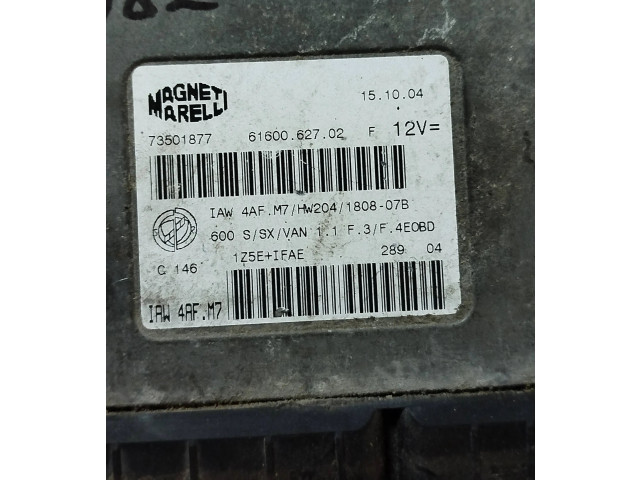 MAGNETI
MARELLI
15.10.04
73501877 61600.627.02 F 12V=
IAW 4AF.M7/HW204/1808-07B
600 S/SX/VAN 1.1 F.3/F.4EOBD
C 146 1Z5E+IFAE 289 04
IAW 4AF.M7